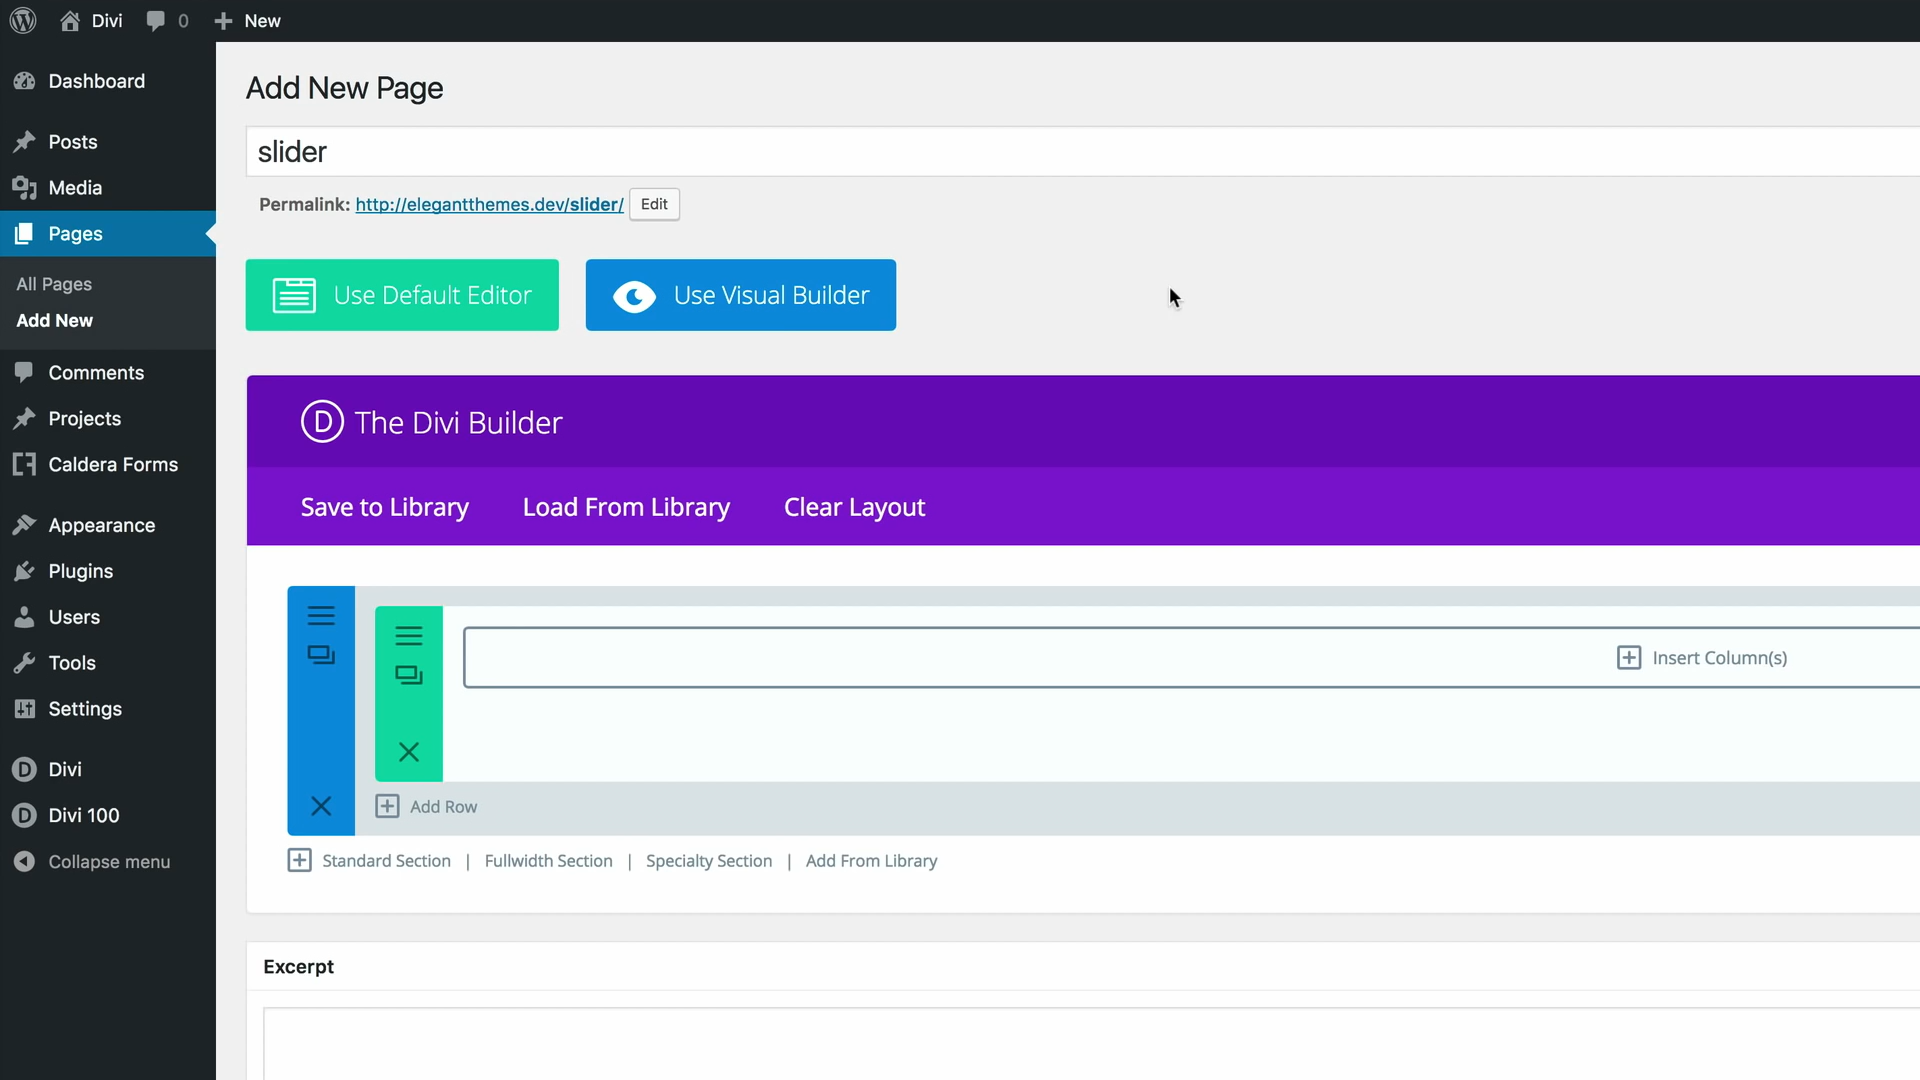 Divi 0 New
Dashboard
Posts
Media
Pages
All Pages
Add New
Comments
Projects
Caldera Forms
Appearance
Plugins
Users
Tools
Settings
Divi
Divi 100
Collapse menu
Add New Page
slider
Permalink: http://elegantthemes.dev/slider/ Edit
Use Default Editor Use Visual Builder
D The Divi Builder
Save to Library Load From Library Clear Layout
Insert Column(s)
Add Row
Standard Section | Fullwidth Section | Specialty Section | Add From Library
Excerpt